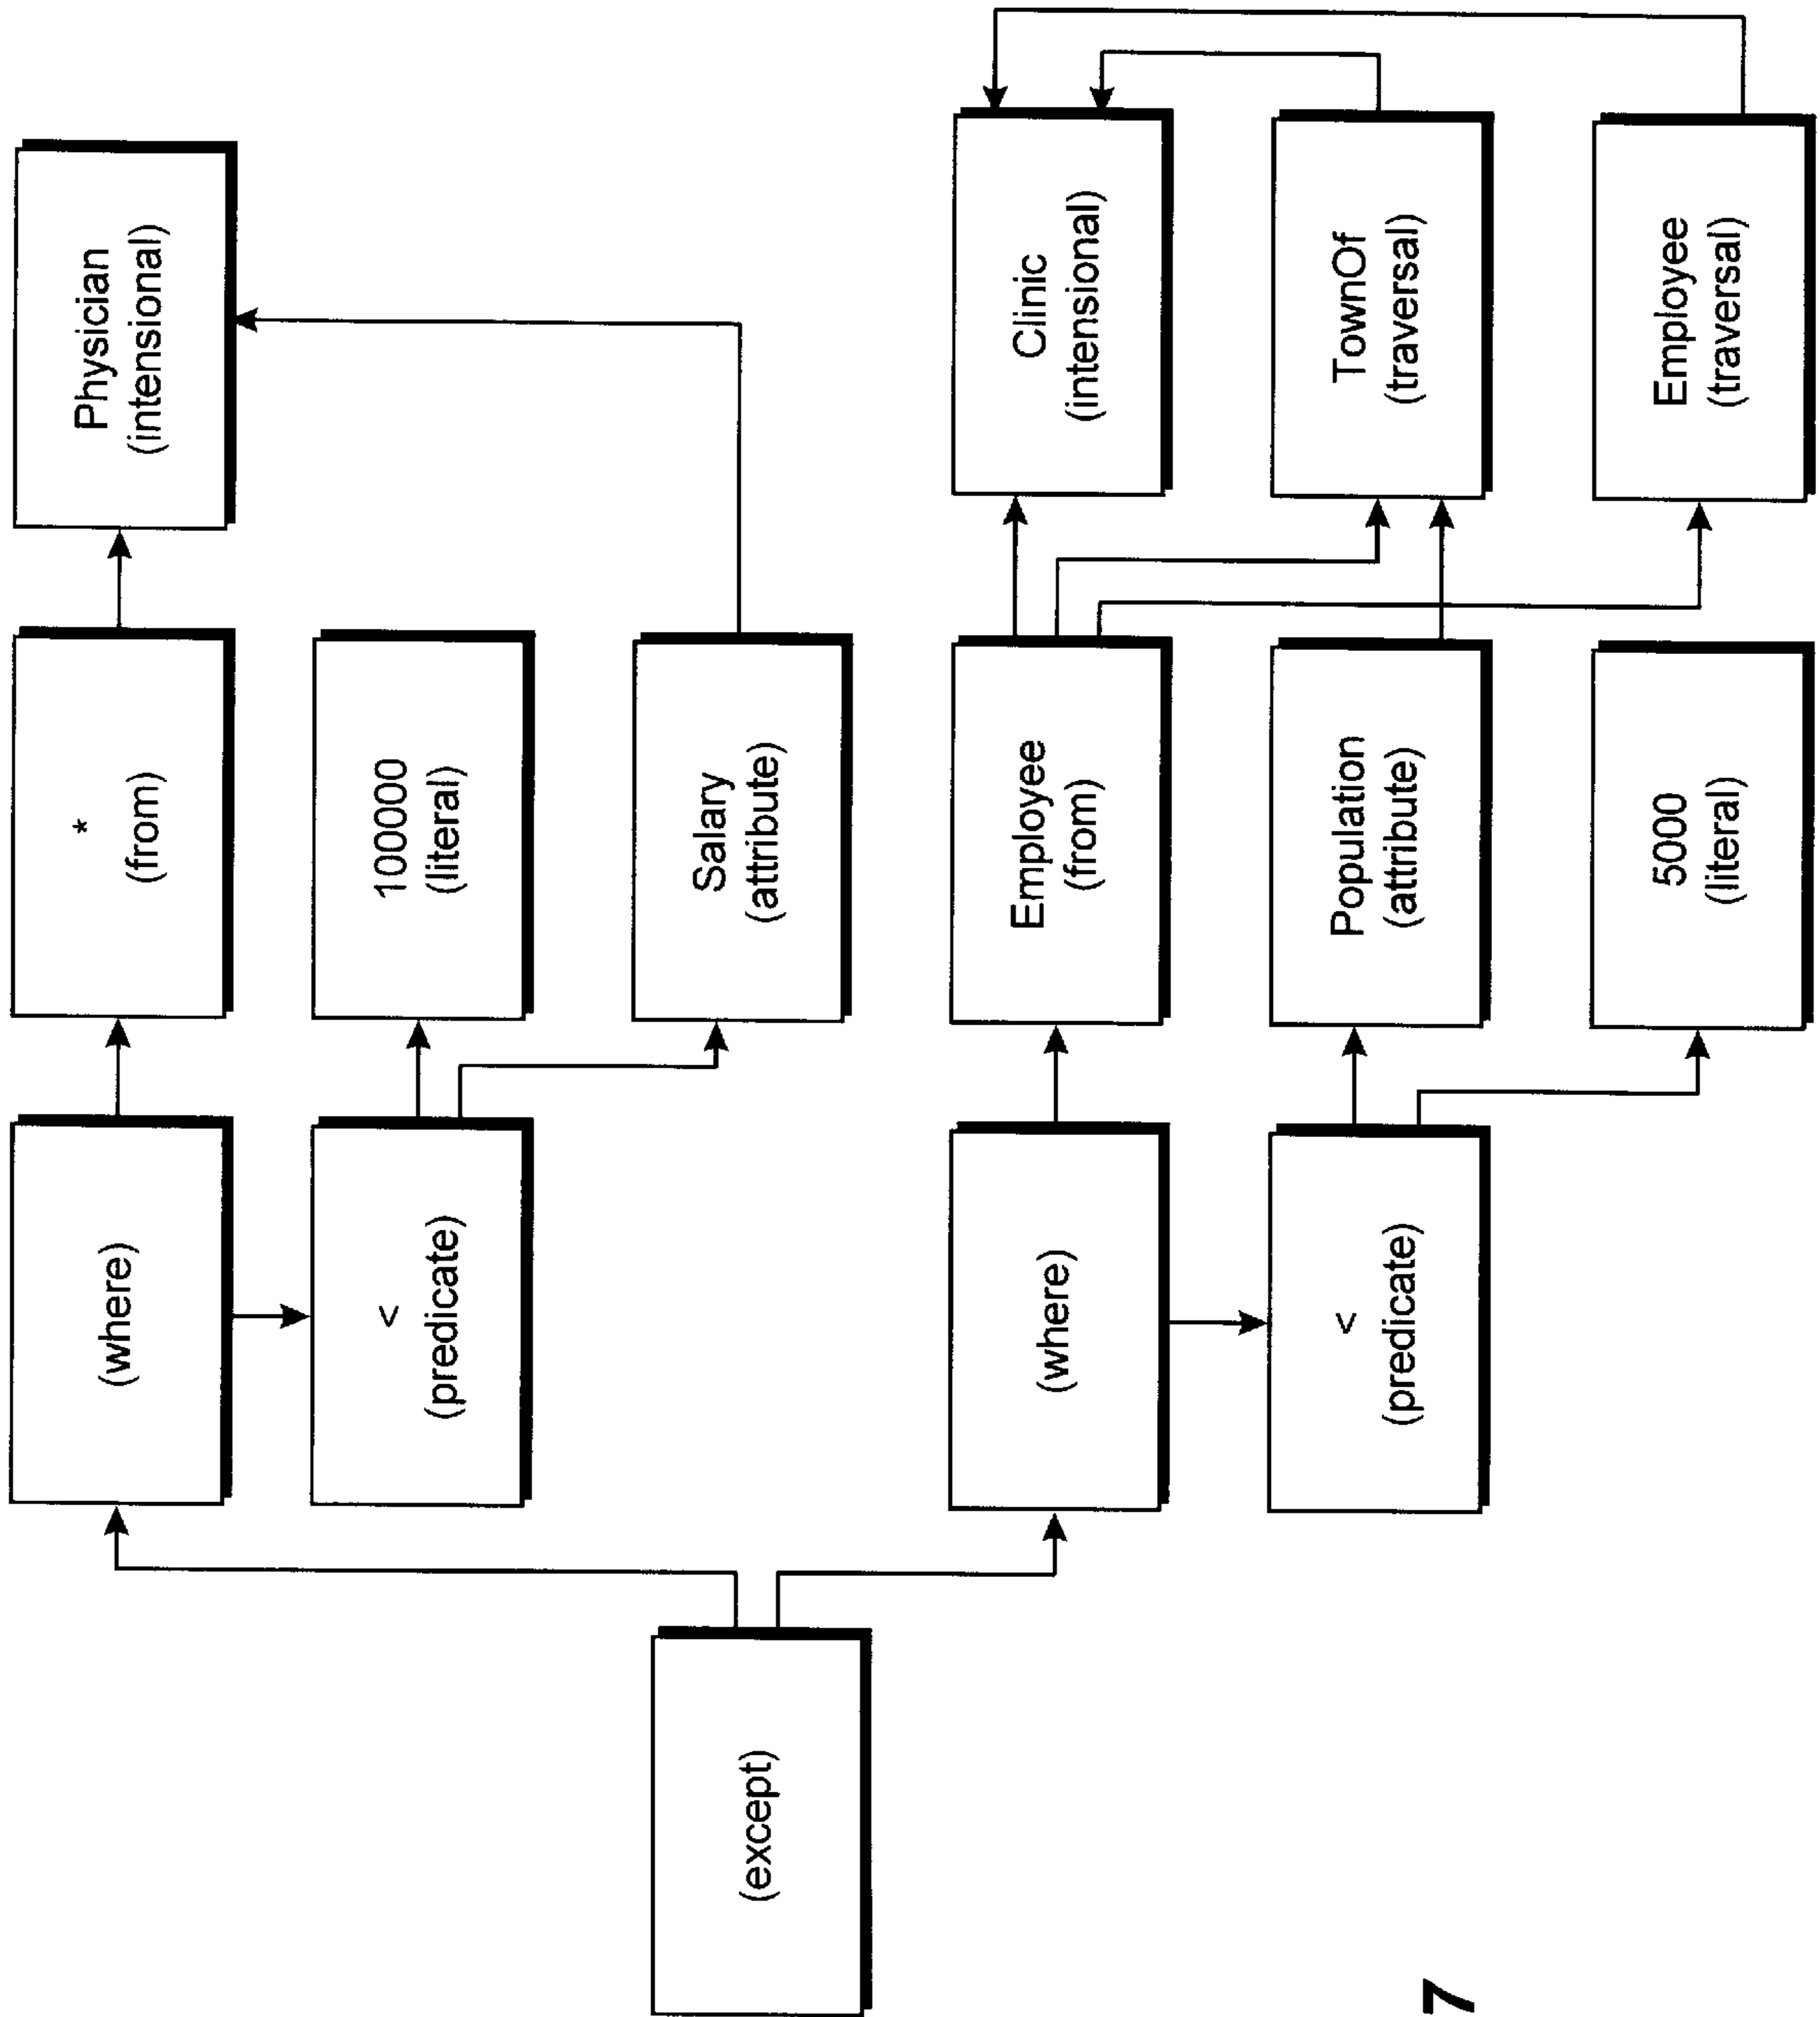 (where)
*
(from)
Physician
(intensional)
<
(predicate)
100000
(literal)
(except)
Salary
(attribute)
(where)
Employee
(from)
Clinic
(intensional)
<
(predicate)
Population
(attribute)
TownOf
(traversal)
5000
(literal)
Employee
(traversal)
7